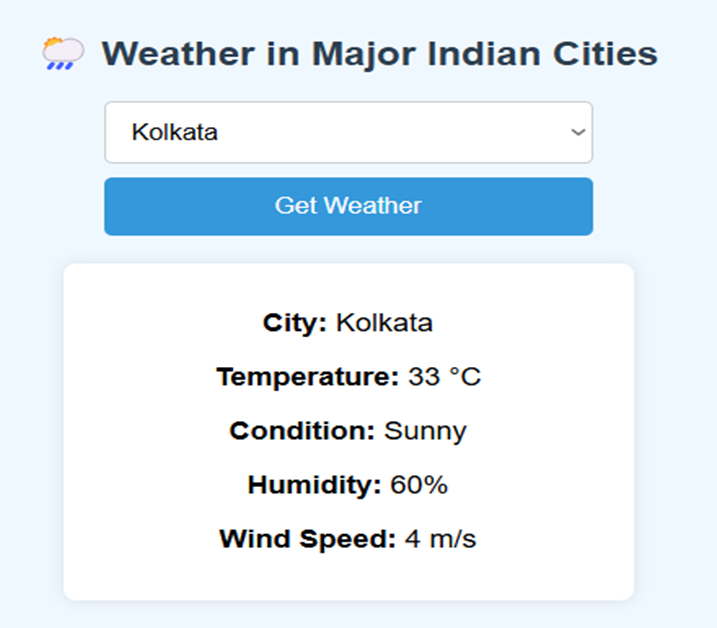 Weather in Major Indian Cities
Kolkata
Get Weather
City: Kolkata
Temperature: 33 °C
Condition: Sunny
Humidity: 60%
Wind Speed: 4 m/s